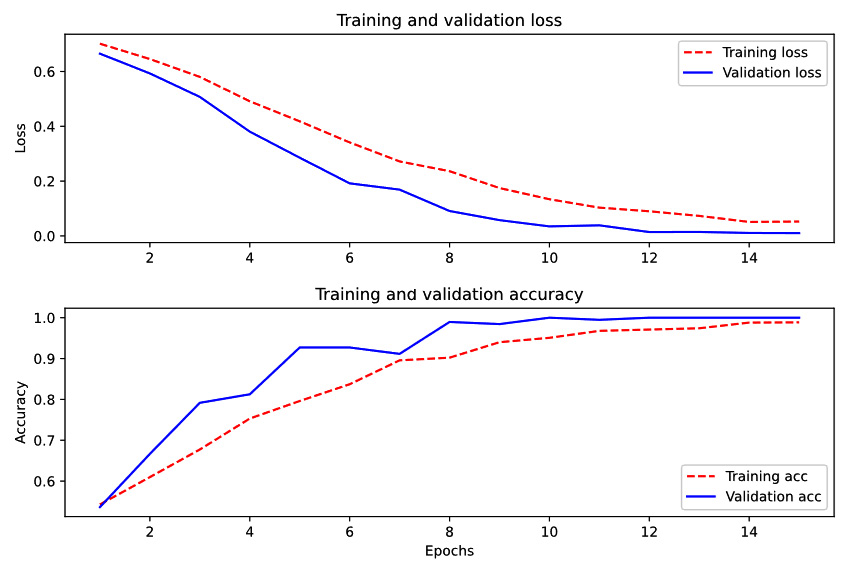 Training and validation loss
Loss
0.6
0.4
0.2
0.0
Training loss
Validation loss
2 4 6 8 10 12 14
Training and validation accuracy
Accuracy
1.0
0.9
0.8
0.7
0.6
Training acc
Validation acc
2 4 6 8 10 12 14
Epochs